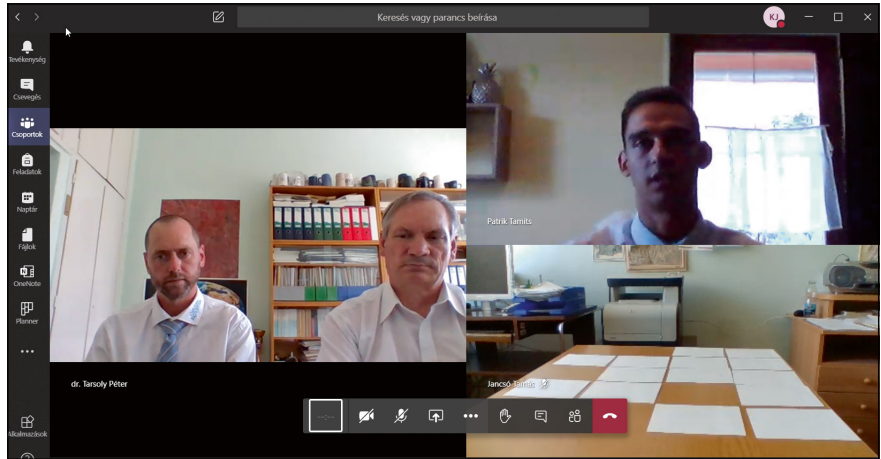 Keresés vagy parancs beírása
KJ
Tevékenység
Csevegés
Csoportok
Feladatok
Naptár
Fájlok
OneNote
Planner
Alkalmazások
Patrik Tamits
dr. Tarsoly Péter
Jancsó Tamás
--:--